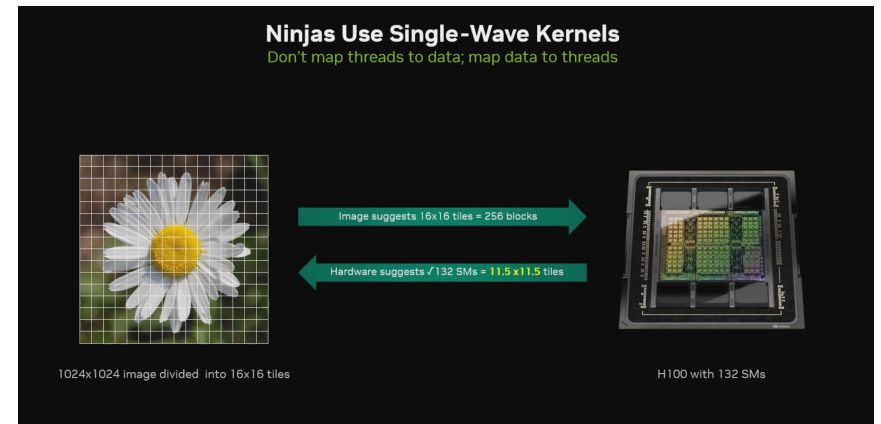 Ninjas Use Single-Wave Kernels
Don't map threads to data; map data to threads
Image suggests 16x16 tiles = 256 blocks
Hardware suggests √132 SMs = 11.5 x11.5 tiles
1024x1024 image divided into 16x16 tiles
H100 with 132 SMs